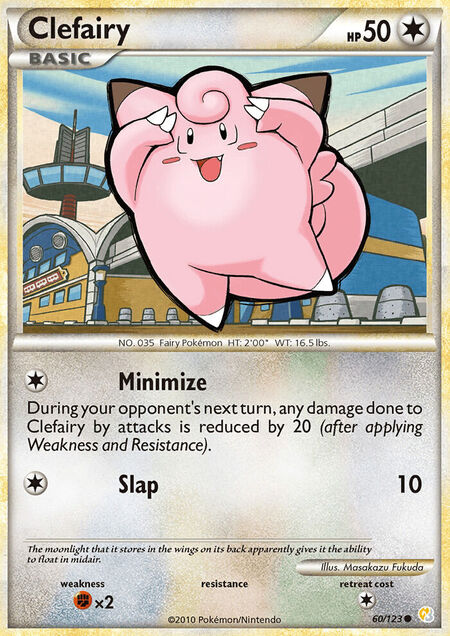 Clefairy
HP 50
BASIC
NO. 035 Fairy Pokémon HT: 2'00" WT: 16.5 lbs.
Minimize
During your opponent's next turn, any damage done to
Clefairy by attacks is reduced by 20 (after applying
Weakness and Resistance).
Slap 10
The moonlight that it stores in the wings on its back apparently gives it the ability
to float in midair.
Illus. Masakazu Fukuda
weakness resistance retreat cost
×2
©2010 Pokémon/Nintendo
60/123